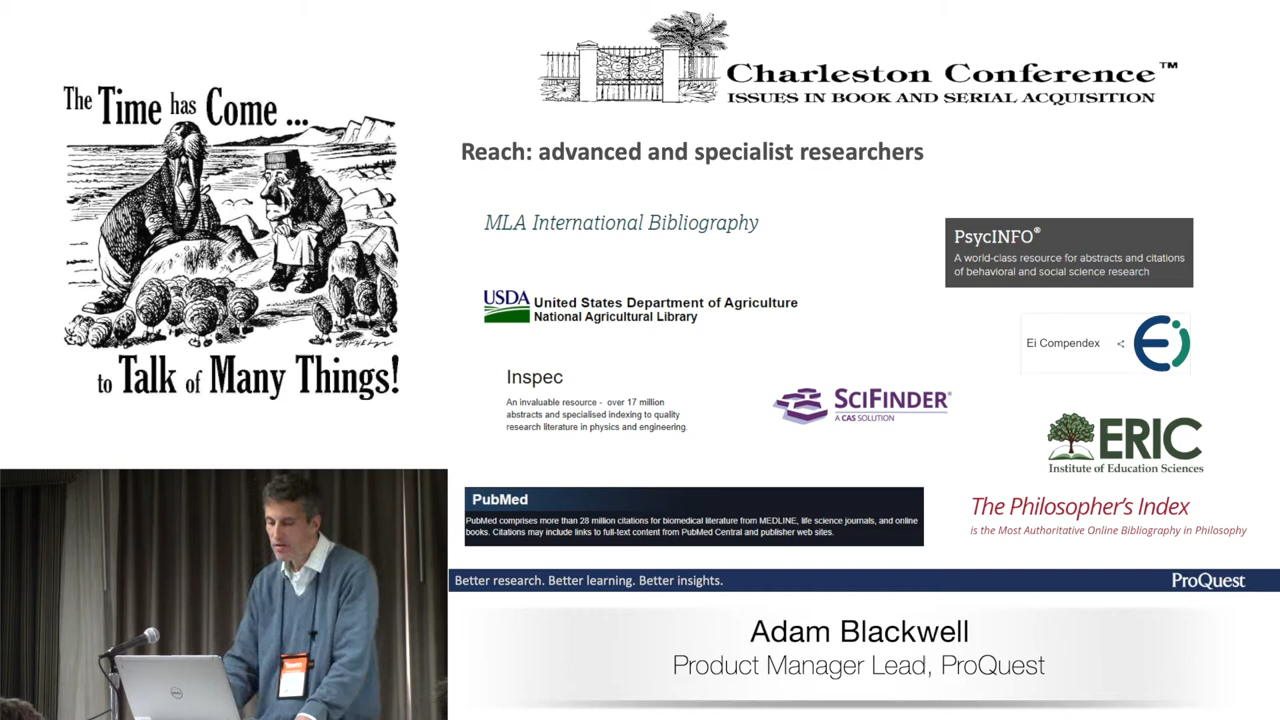 The Time has Come ...
to Talk of Many Things!
Charleston Conference™
ISSUES IN BOOK AND SERIAL ACQUISITION
Reach: advanced and specialist researchers
MLA International Bibliography
PsycINFO®
A world-class resource for abstracts and citations
of behavioral and social science research
USDA United States Department of Agriculture
National Agricultural Library
Ei Compendex
Ei
Inspec
An invaluable resource - over 17 million
abstracts and specialised indexing to quality
research literature in physics and engineering.
SCIFINDER®
A CAS SOLUTION
ERIC
Institute of Education Sciences
PubMed
PubMed comprises more than 28 million citations for biomedical literature from MEDLINE, life science journals, and online
books. Citations may include links to full-text content from PubMed Central and publisher web sites.
The Philosopher's Index
is the Most Authoritative Online Bibliography in Philosophy
Better research. Better learning. Better insights.
ProQuest
Adam Blackwell
Product Manager Lead, ProQuest
DELL